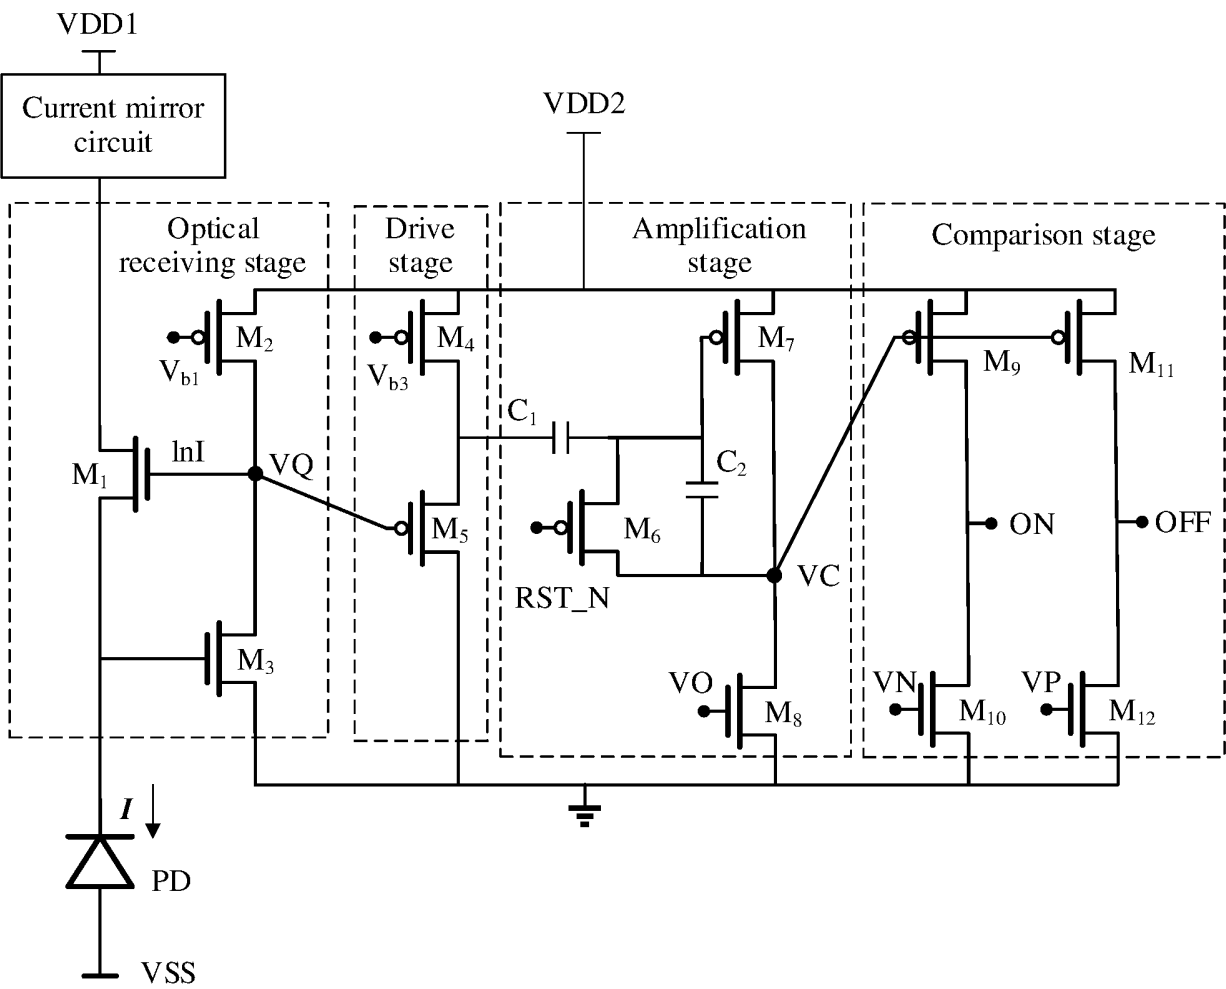 VDD1
Current mirror
circuit
VDD2
Optical
receiving stage
Drive
stage
Amplification
stage
Comparison stage
M2
Vb1
M4
Vb3
M7
M9
M11
C1
lnI
VQ
M1
C2
M5
M6
ON
OFF
VC
RST_N
M3
VO
M8
VN
M10
VP
M12
I
PD
VSS